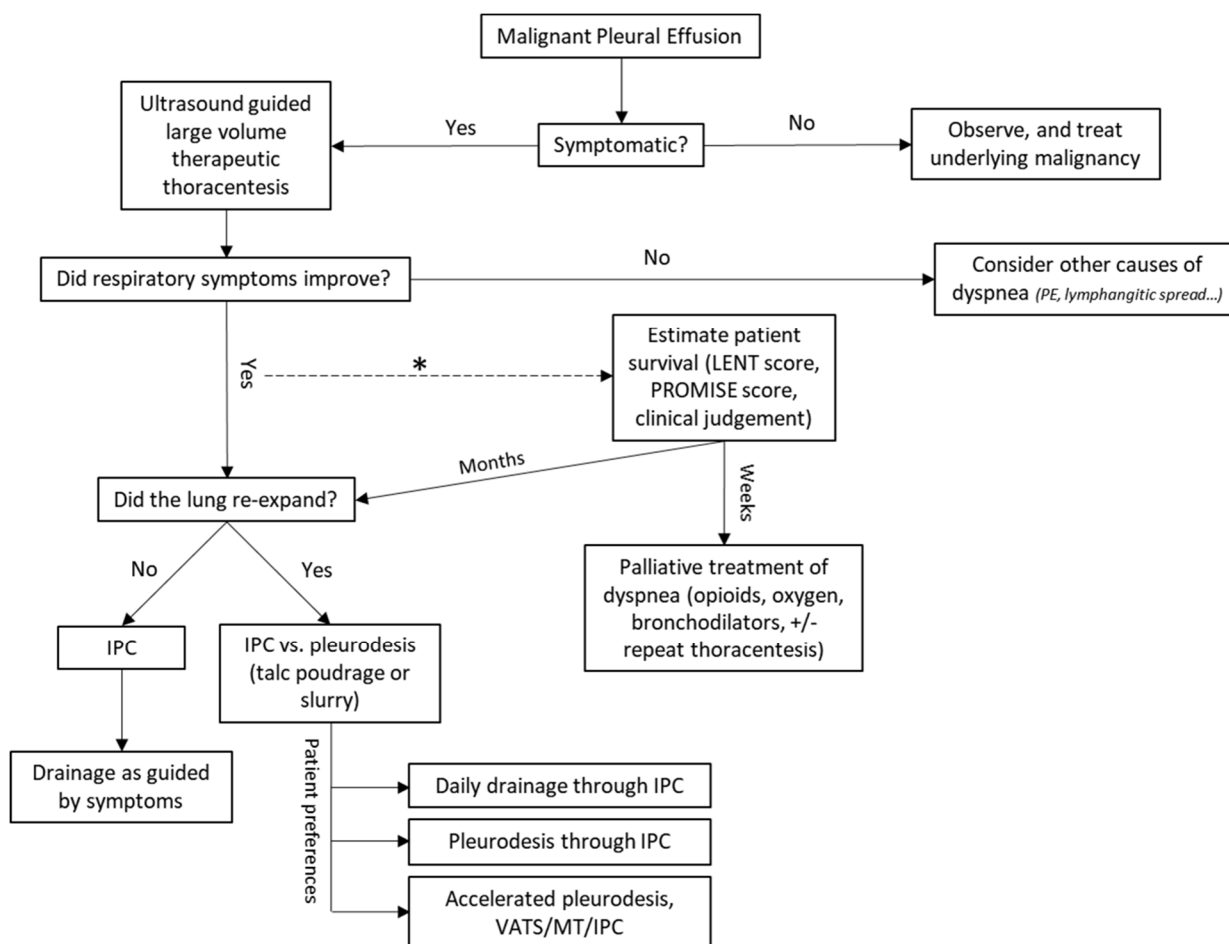 Malignant Pleural Effusion
Ultrasound guided
large volume
therapeutic
thoracentesis
Yes
Symptomatic?
No
Observe, and treat
underlying malignancy
Did respiratory symptoms improve?
No
Consider other causes of
dyspnea (PE, lymphangitic spread...)
Yes
*
Estimate patient
survival (LENT score,
PROMISE score,
clinical judgement)
Months
Weeks
Did the lung re-expand?
No
Yes
Palliative treatment of
dyspnea (opioids, oxygen,
bronchodilators, +/-
repeat thoracentesis)
IPC
IPC vs. pleurodesis
(talc poudrage or
slurry)
Drainage as guided
by symptoms
Patient preferences
Daily drainage through IPC
Pleurodesis through IPC
Accelerated pleurodesis,
VATS/MT/IPC